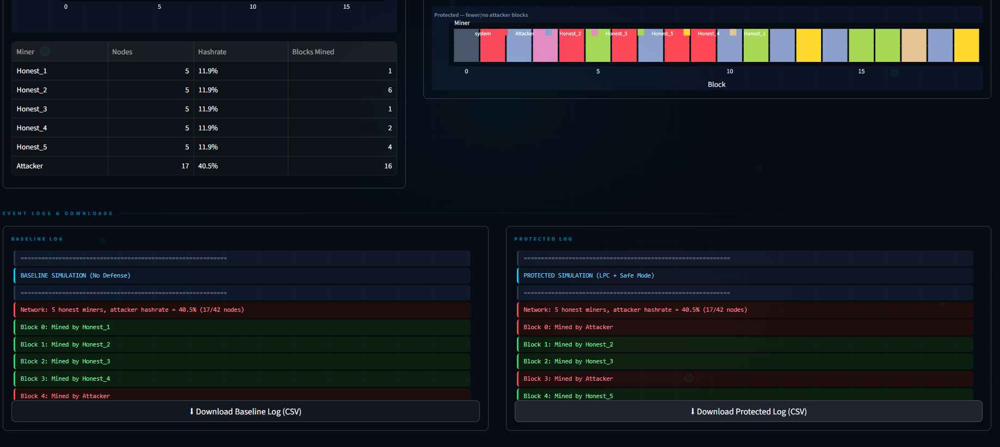 0 5 10 15
Miner Nodes Hashrate Blocks Mined
Honest_1 5 11.9% 1
Honest_2 5 11.9% 6
Honest_3 5 11.9% 1
Honest_4 5 11.9% 2
Honest_5 5 11.9% 4
Attacker 17 40.5% 16
Protected — fewer/no attacker blocks
Miner
system Attacker Honest_2 Honest_3 Honest_5 Honest_4 Honest_1
0 5 10 15
Block
EVENT LOGS & DOWNLOADS
BASELINE LOG
============================================================
BASELINE SIMULATION (No Defense)
============================================================
Network: 5 honest miners, attacker hashrate = 40.5% (17/42 nodes)
Block 0: Mined by Honest_1
Block 1: Mined by Honest_2
Block 2: Mined by Honest_3
Block 3: Mined by Honest_4
Block 4: Mined by Attacker
⬇ Download Baseline Log (CSV)
PROTECTED LOG
============================================================
PROTECTED SIMULATION (LPC + Safe Mode)
============================================================
Network: 5 honest miners, attacker hashrate = 40.5% (17/42 nodes)
Block 0: Mined by Attacker
Block 1: Mined by Honest_2
Block 2: Mined by Honest_3
Block 3: Mined by Attacker
Block 4: Mined by Honest_5
⬇ Download Protected Log (CSV)